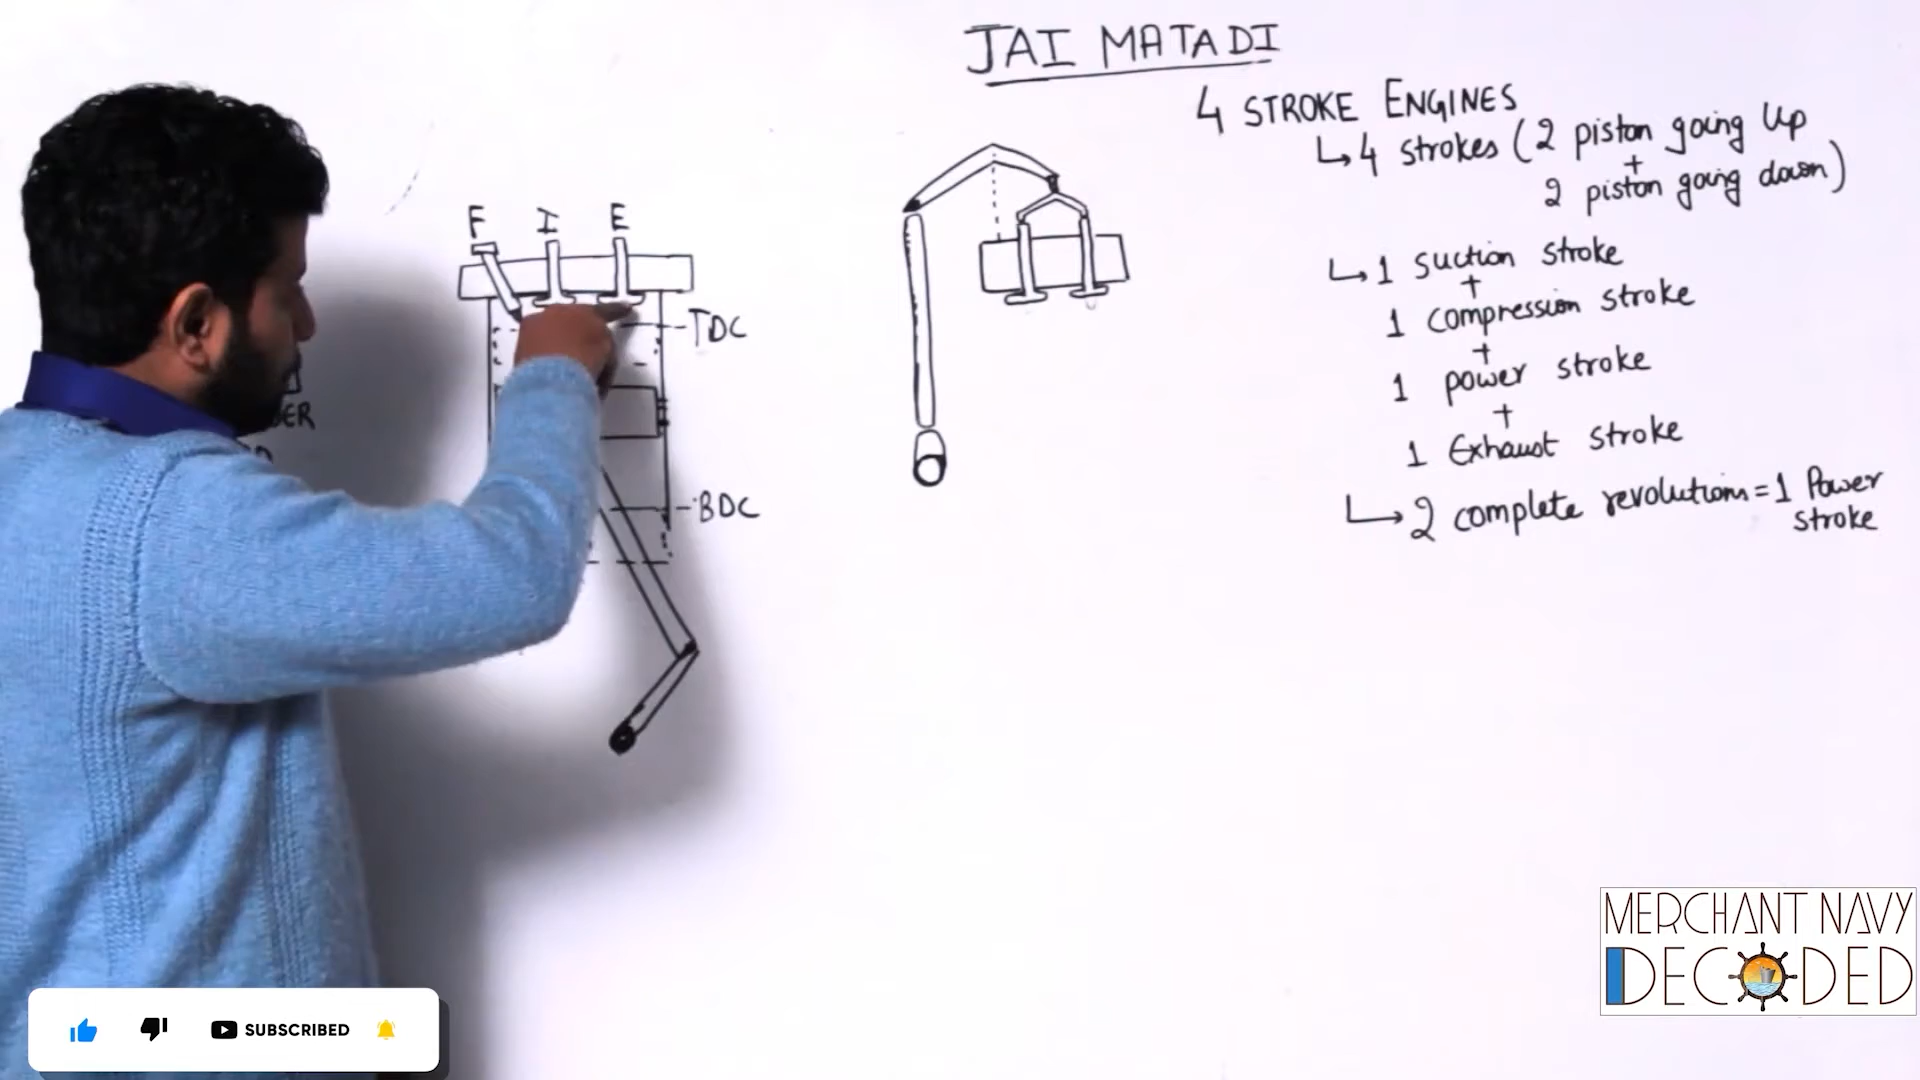 JAI MATA DI
4 STROKE ENGINES
↳ 4 strokes (2 piston going up
+
2 piston going down)
↳ 1 suction stroke
+
1 compression stroke
+
1 power stroke
+
1 Exhaust stroke
↳ 2 complete revolutions = 1 Power
stroke
F I E
TDC
BDC
MERCHANT NAVY
DECODED
SUBSCRIBED